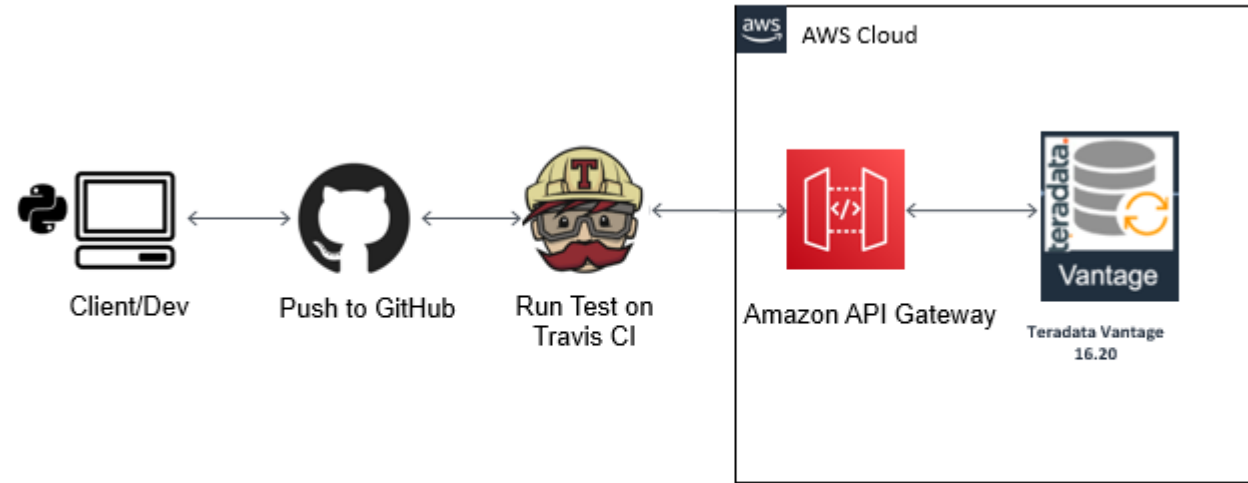 aws
AWS Cloud
T
</>
teradata.
Vantage
Client/Dev
Push to GitHub
Run Test on
Travis CI
Amazon API Gateway
Teradata Vantage
16.20